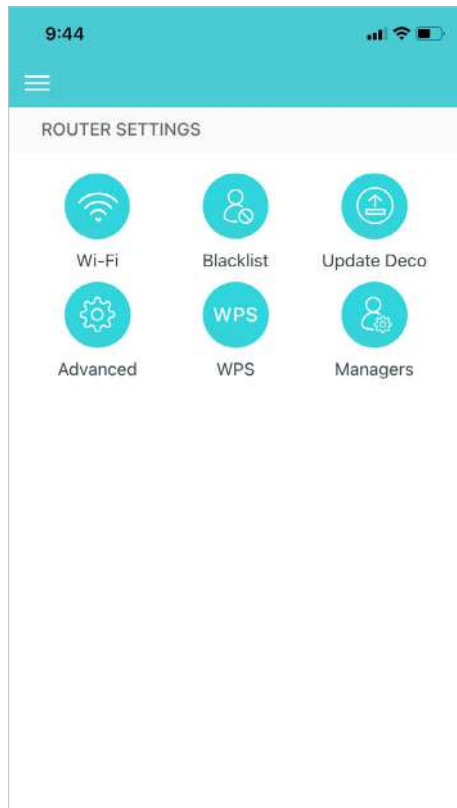 9:44
ROUTER SETTINGS
Wi-Fi Blacklist Update Deco
WPS
Advanced WPS Managers